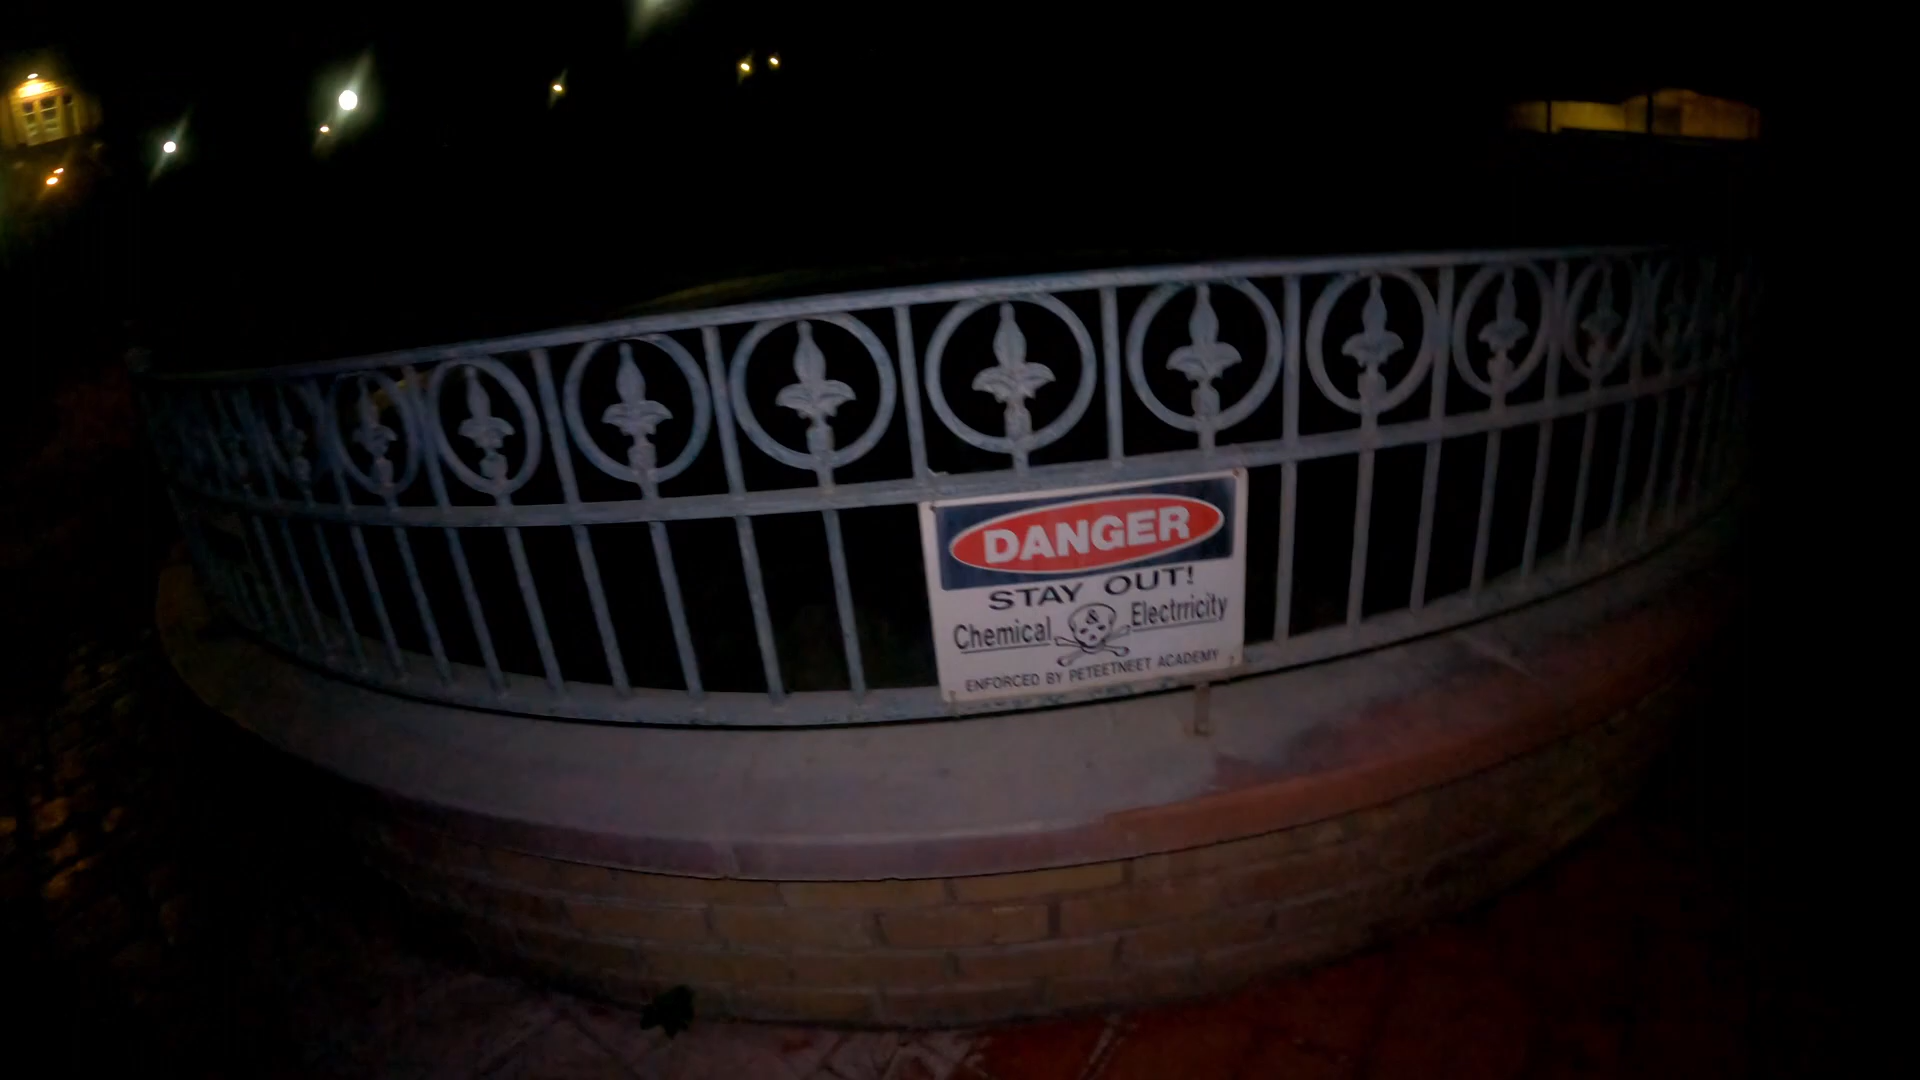 DANGER
STAY OUT!
Chemical & Electrricity
ENFORCED BY PETEETNEET ACADEMY